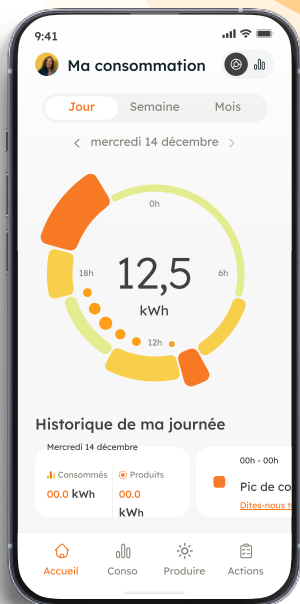 9:41
Ma consommation
Jour Semaine Mois
mercredi 14 décembre
0h
18h 6h
12,5
kWh
12h
Historique de ma journée
Mercredi 14 décembre
Consommés Produits
00.0 kWh 00.0
kWh
00h - 00h
Pic de co
Dites-nous
Accueil Conso Produire Actions